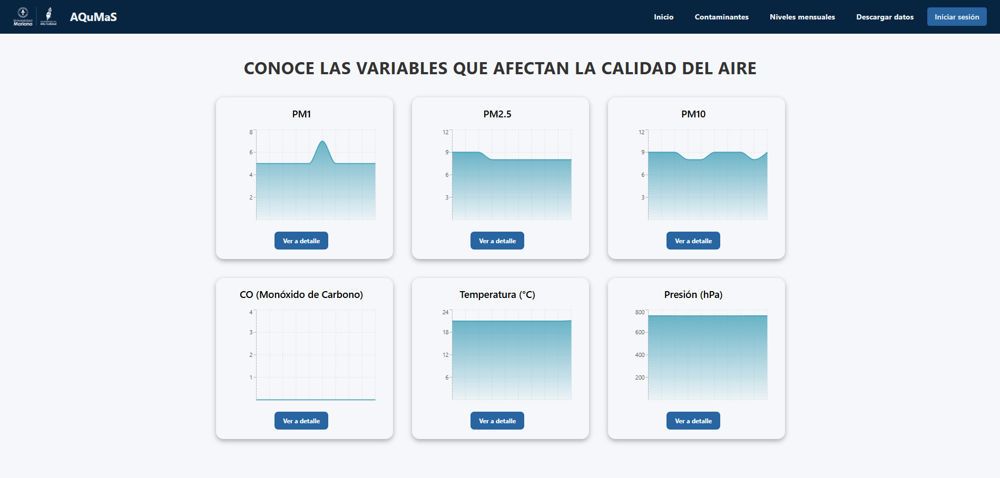 Universidad
Mariana
Acreditada en
Alta Calidad
AQuMaS
Inicio
Contaminantes
Niveles mensuales
Descargar datos
Iniciar sesión
CONOCE LAS VARIABLES QUE AFECTAN LA CALIDAD DEL AIRE
PM1
8
6
4
2
Ver a detalle
PM2.5
12
9
6
3
Ver a detalle
PM10
12
9
6
3
Ver a detalle
CO (Monóxido de Carbono)
4
3
2
1
Ver a detalle
Temperatura (°C)
24
18
12
6
Ver a detalle
Presión (hPa)
800
600
400
200
Ver a detalle